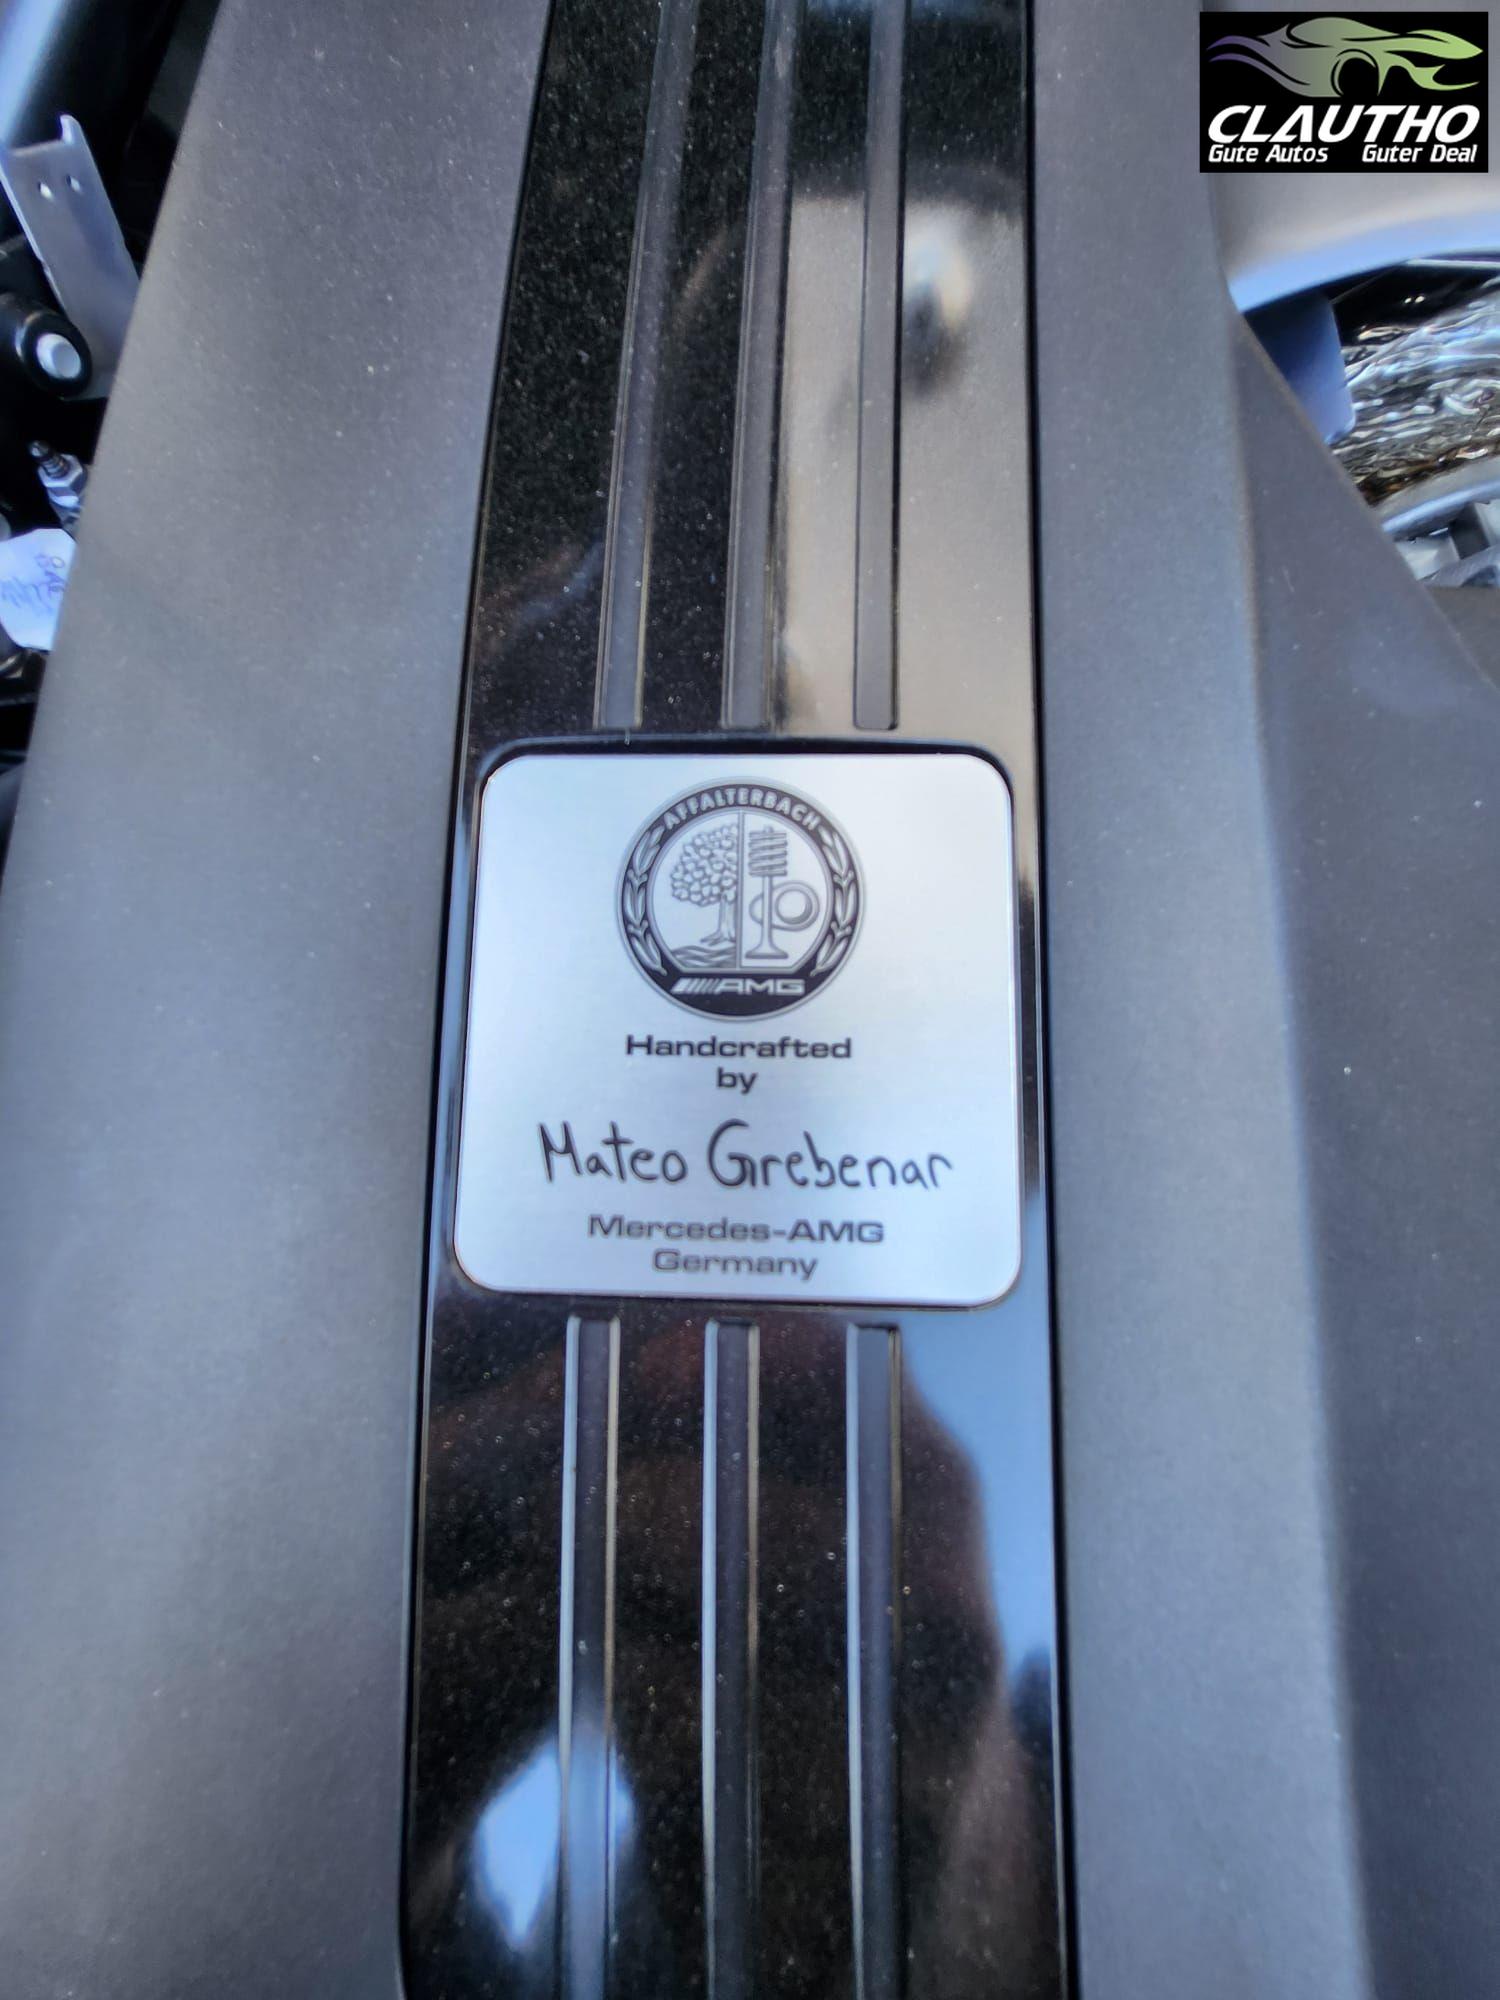 CLAUTHO
Gute Autos Guter Deal
AFFALTERBACH
AMG
Handcrafted
by
Mateo Grebenar
Mercedes-AMG
Germany